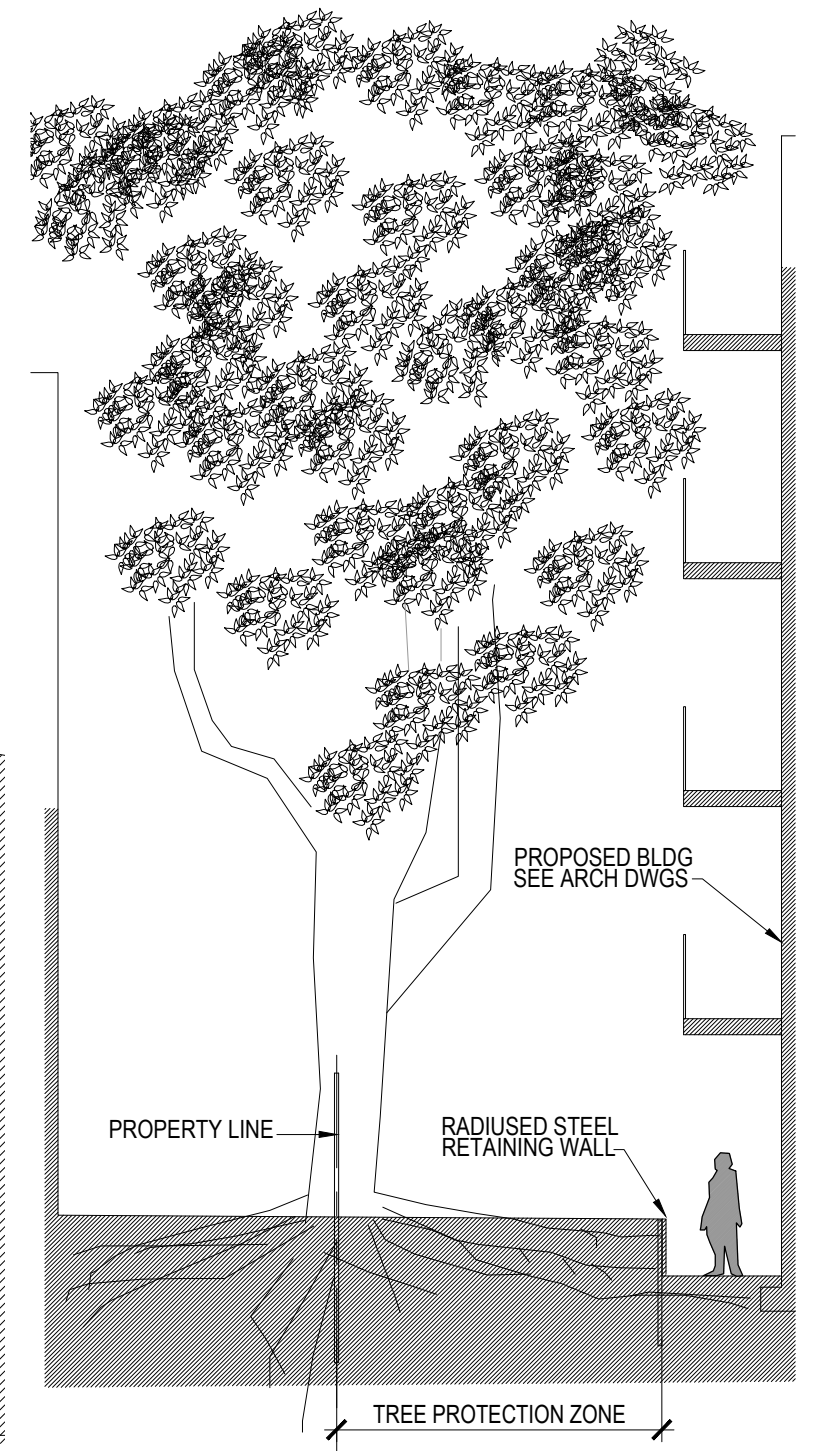 PROPOSED BLDG
SEE ARCH DWGS
PROPERTY LINE
RADIUSED STEEL
RETAINING WALL
TREE PROTECTION ZONE